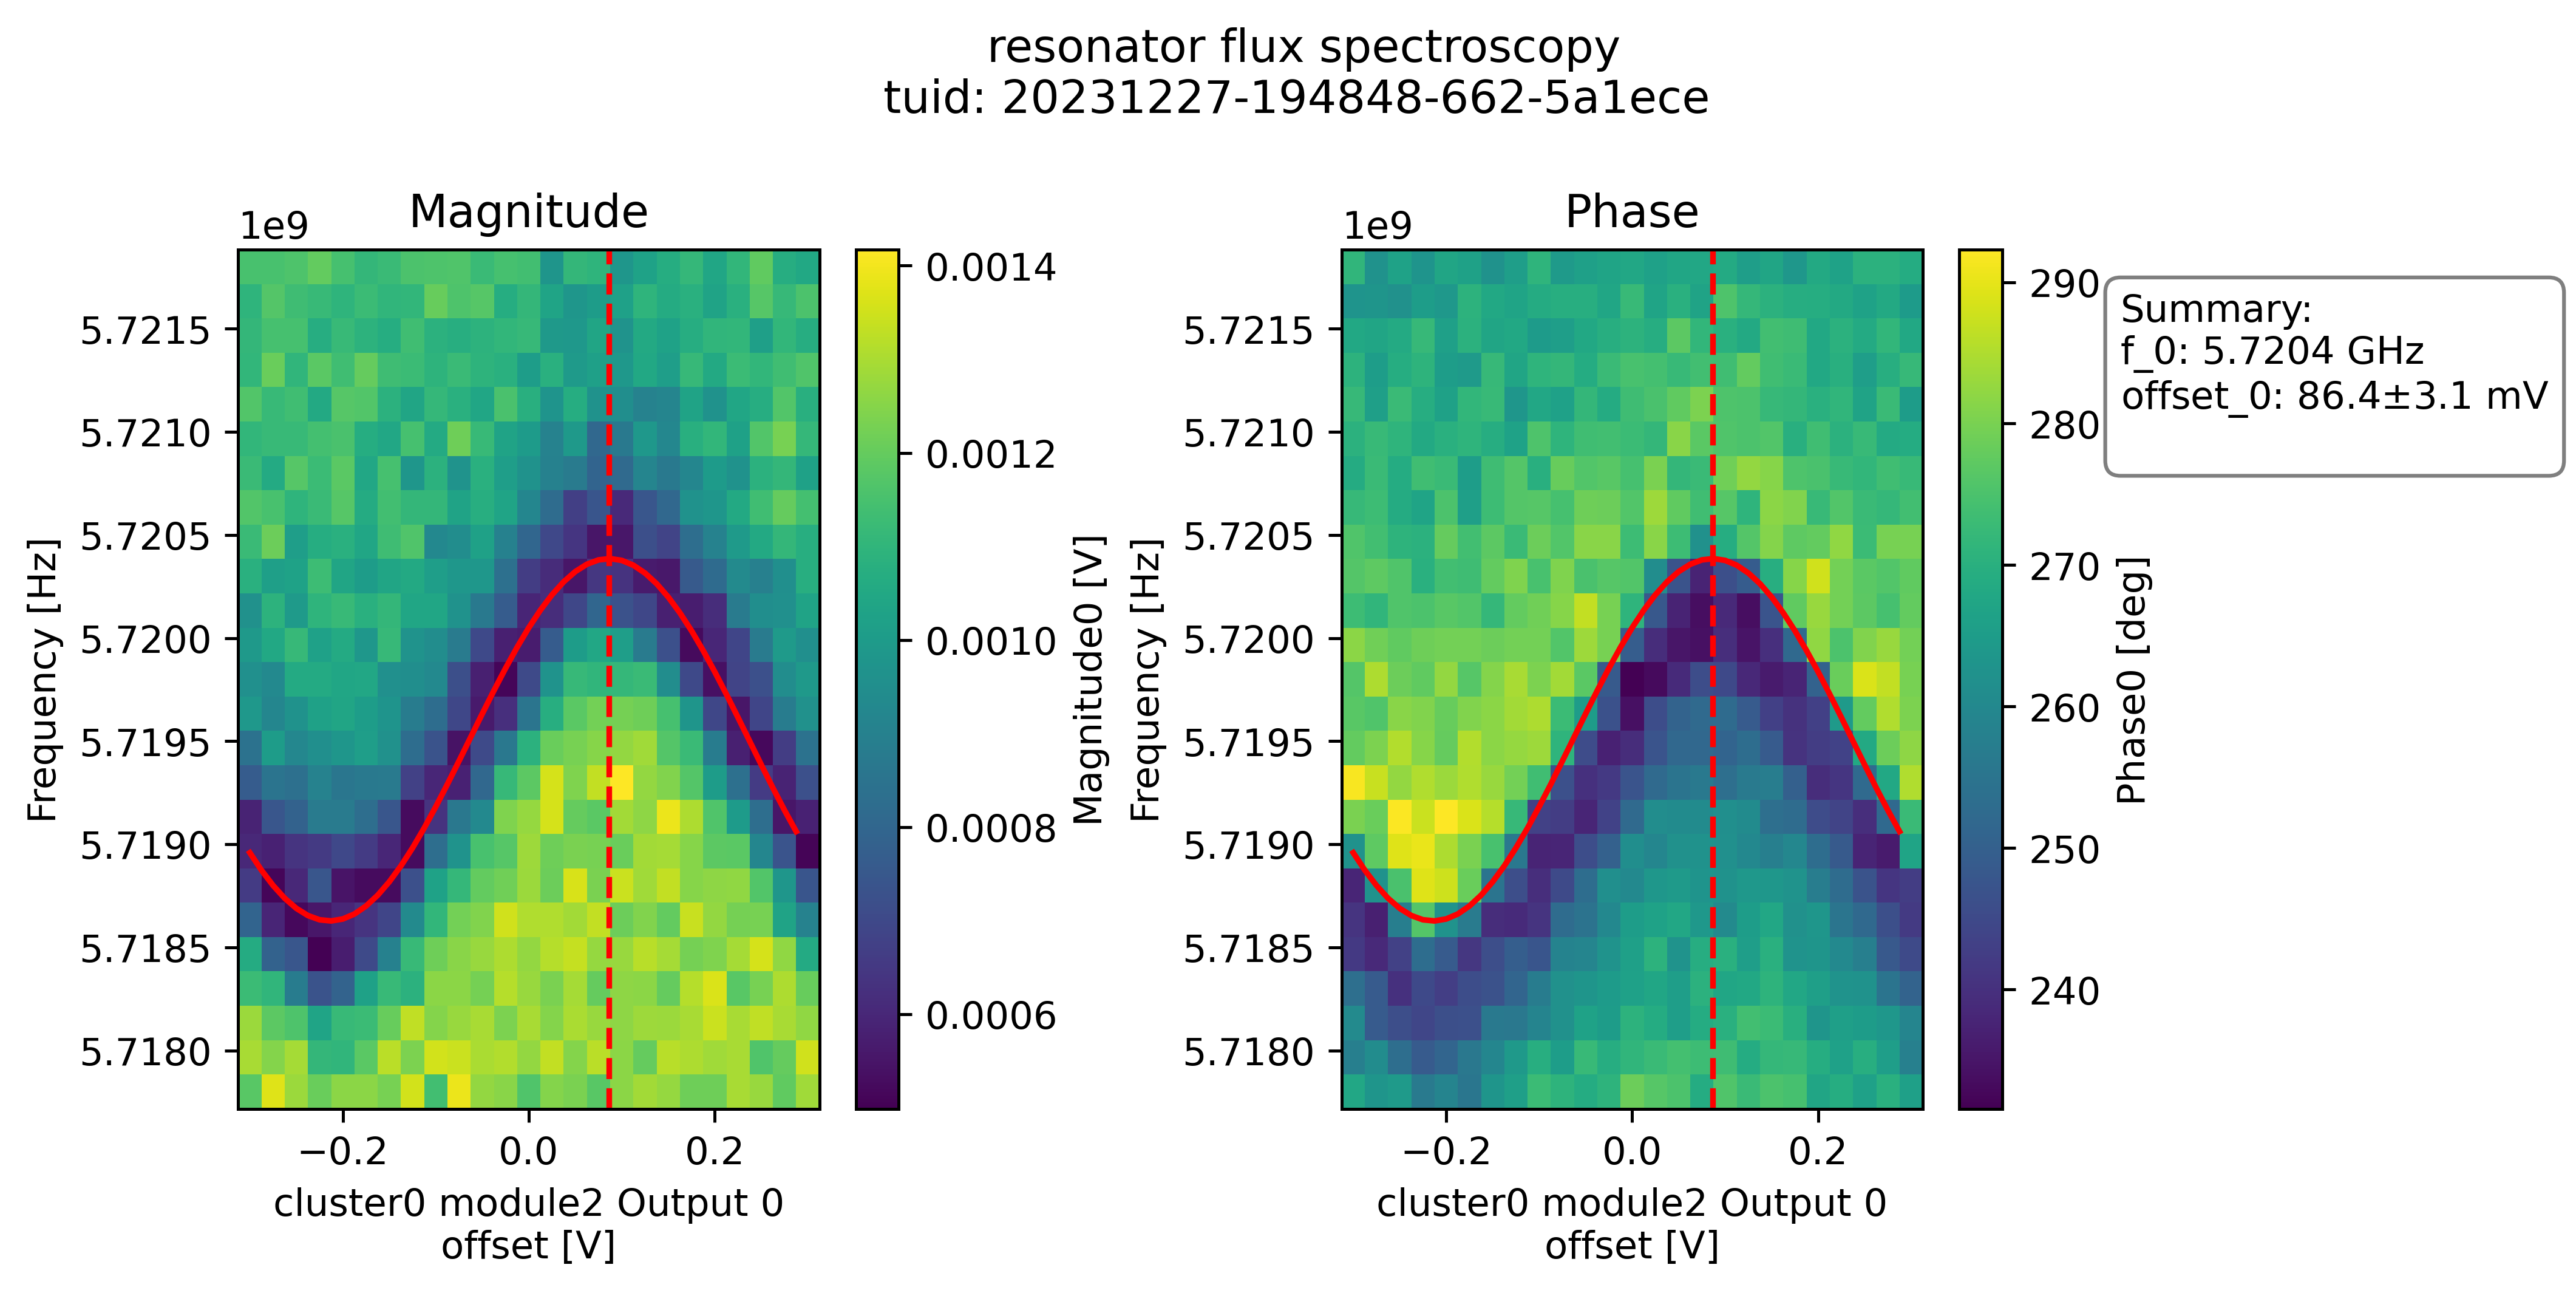 resonator flux spectroscopy
tuid: 20231227-194848-662-5a1ece
Magnitude
1e9
5.7215
5.7210
5.7205
5.7200
5.7195
5.7190
5.7185
5.7180
Frequency [Hz]
−0.2
0.0
0.2
cluster0 module2 Output 0
offset [V]
0.0014
0.0012
0.0010
0.0008
0.0006
Magnitude0 [V]
Phase
1e9
5.7215
5.7210
5.7205
5.7200
5.7195
5.7190
5.7185
5.7180
Frequency [Hz]
−0.2
0.0
0.2
cluster0 module2 Output 0
offset [V]
290
280
270
260
250
240
Phase0 [deg]
Summary:
f_0: 5.7204 GHz
offset_0: 86.4±3.1 mV